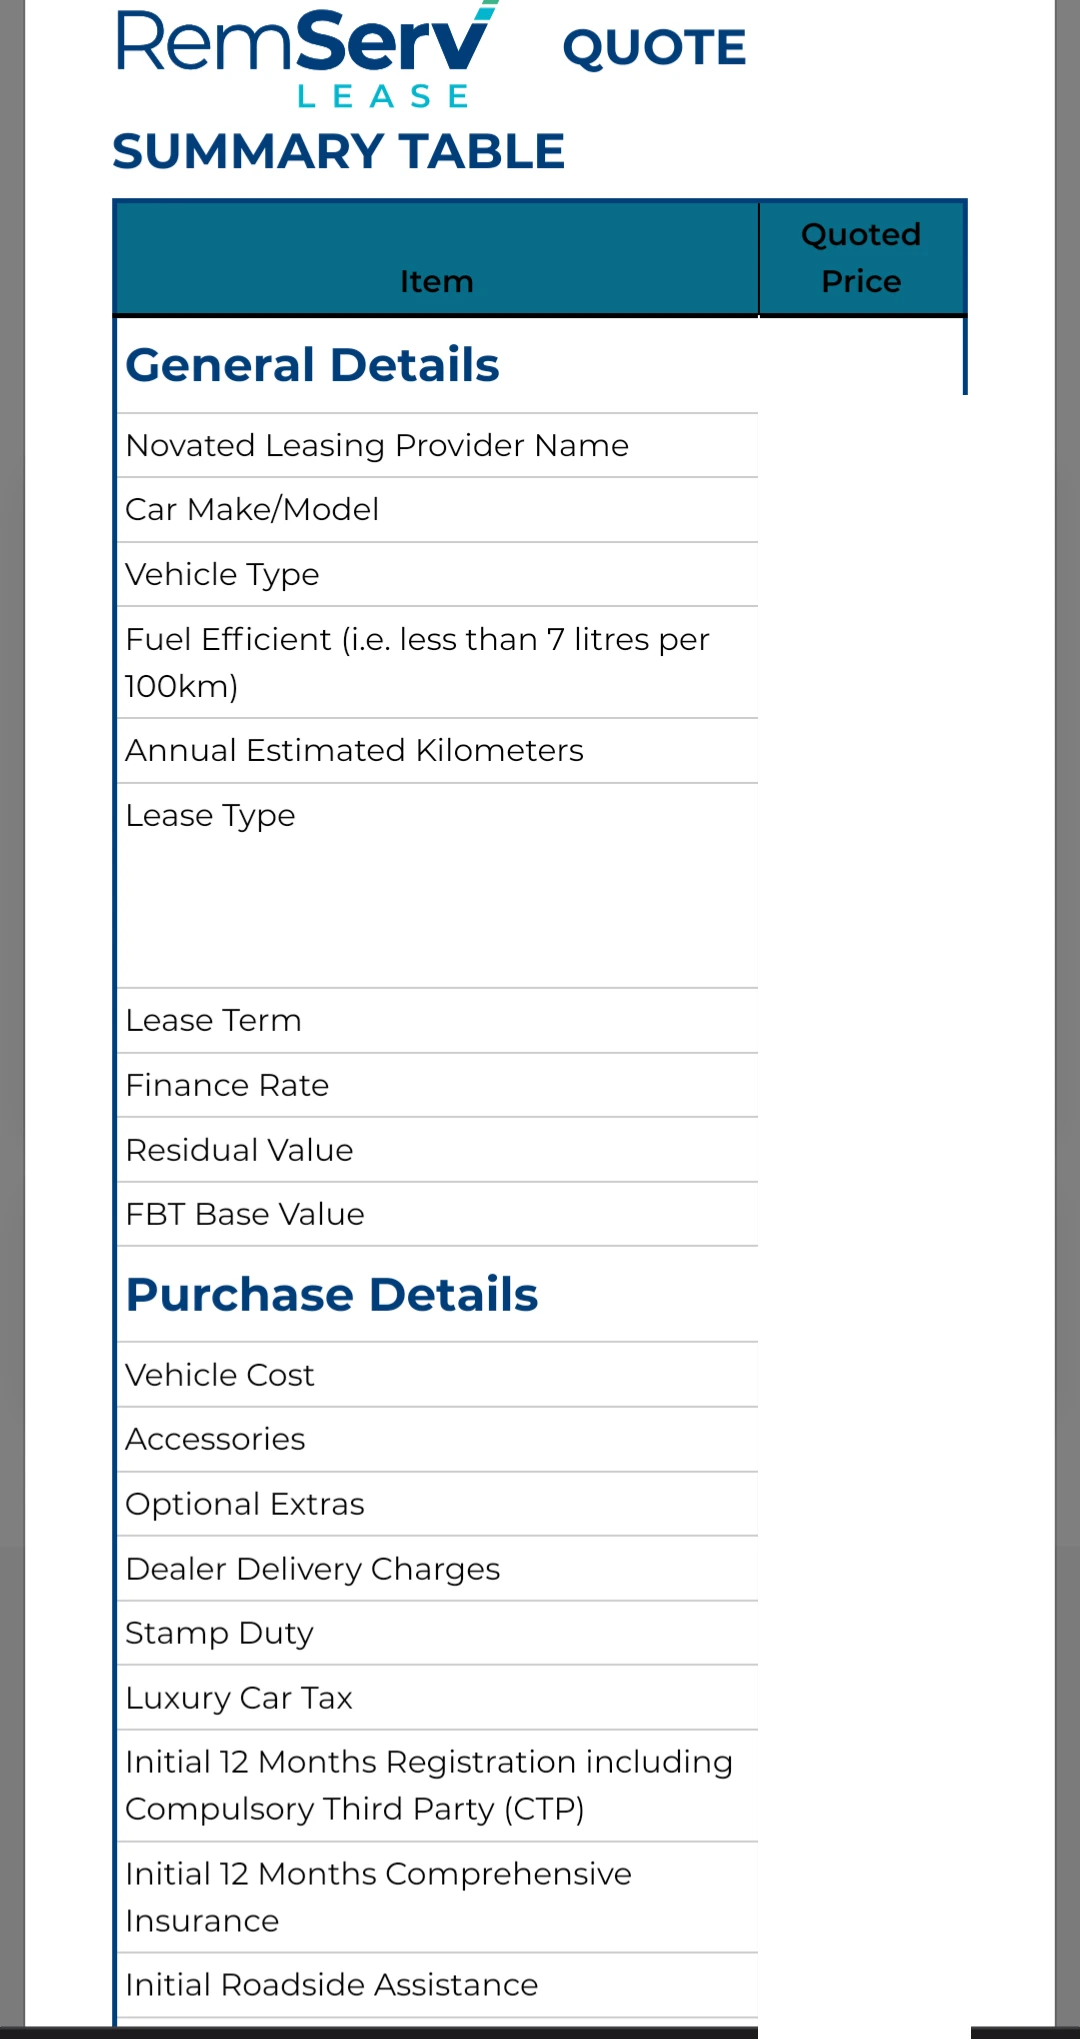 RemServ QUOTE
LEASE
SUMMARY TABLE
Item
Quoted
Price
General Details
Novated Leasing Provider Name
Car Make/Model
Vehicle Type
Fuel Efficient (i.e. less than 7 litres per
100km)
Annual Estimated Kilometers
Lease Type
Lease Term
Finance Rate
Residual Value
FBT Base Value
Purchase Details
Vehicle Cost
Accessories
Optional Extras
Dealer Delivery Charges
Stamp Duty
Luxury Car Tax
Initial 12 Months Registration including
Compulsory Third Party (CTP)
Initial 12 Months Comprehensive
Insurance
Initial Roadside Assistance